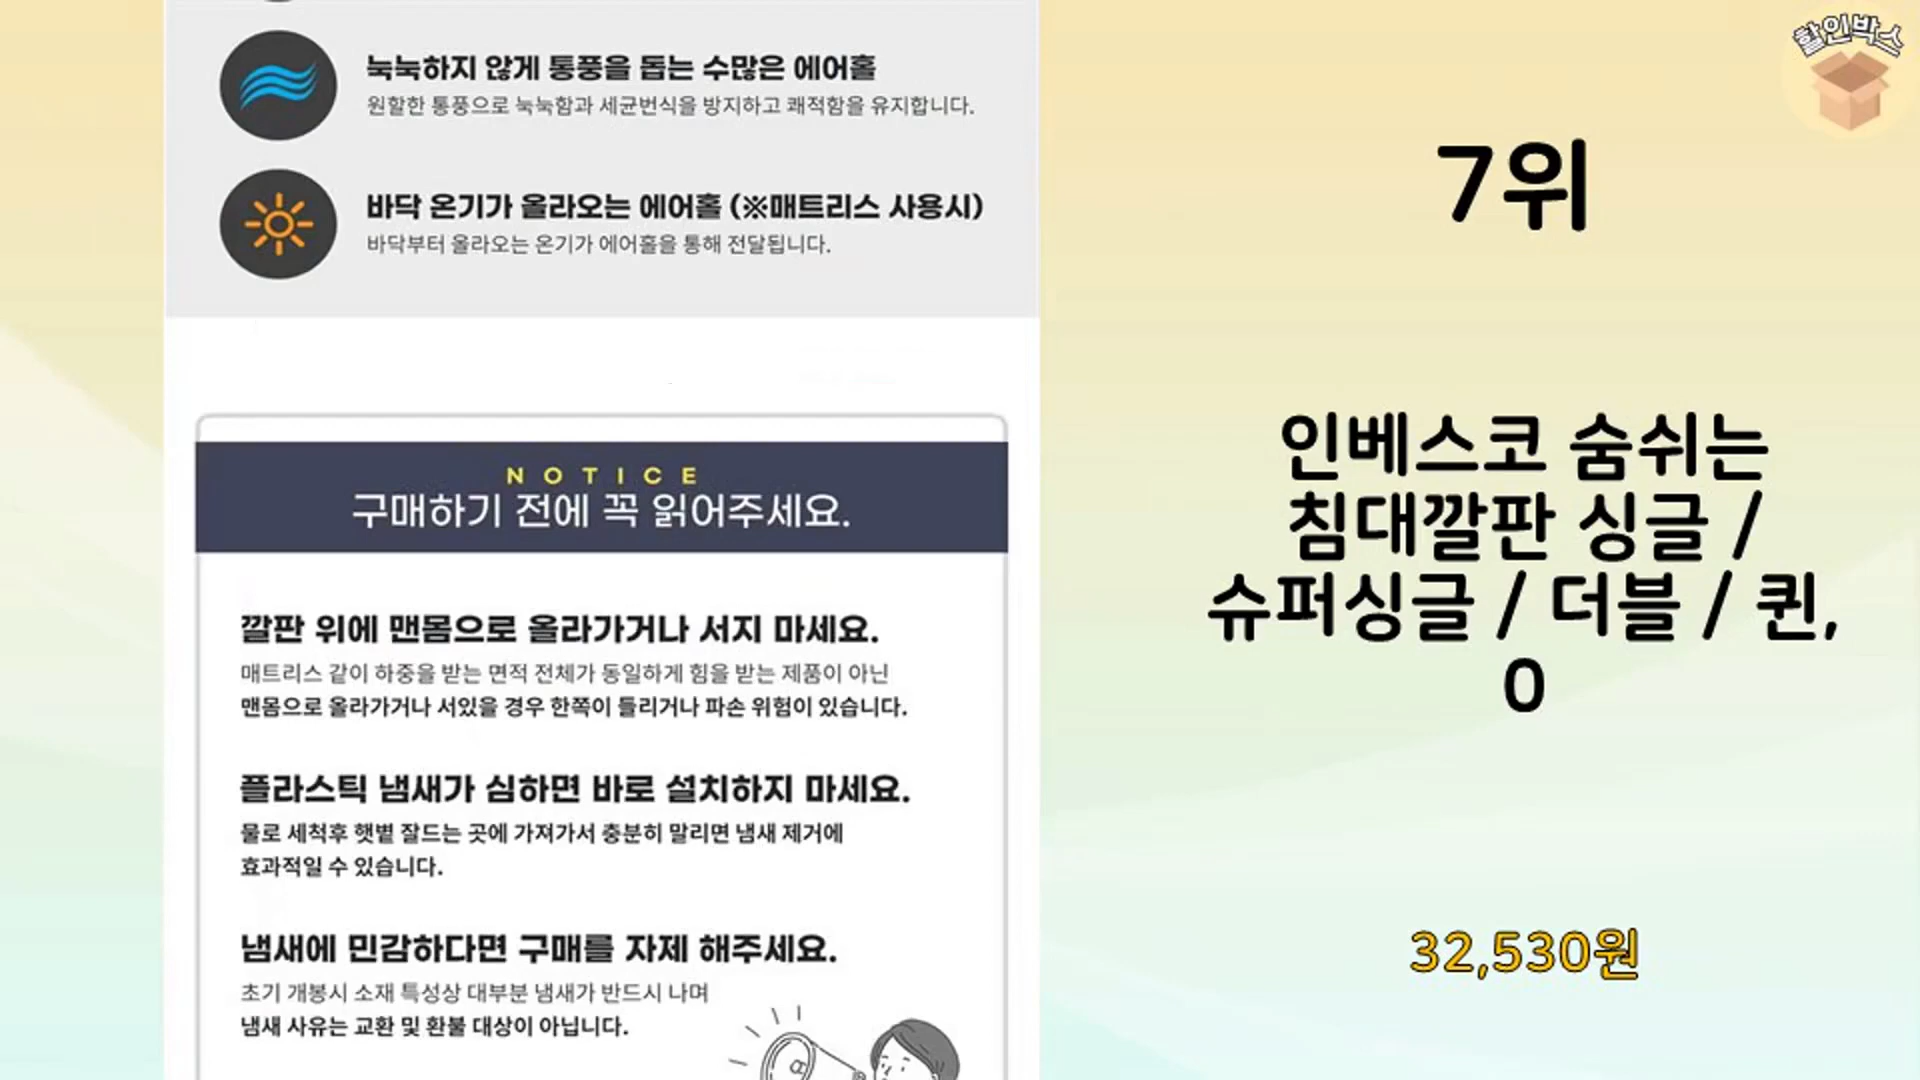 눅눅하지 않게 통풍을 돕는 수많은 에어홀
원할한 통풍으로 눅눅함과 세균번식을 방지하고 쾌적함을 유지합니다.
바닥 온기가 올라오는 에어홀 (※매트리스 사용시)
바닥부터 올라오는 온기가 에어홀을 통해 전달됩니다.
NOTICE
구매하기 전에 꼭 읽어주세요.
깔판 위에 맨몸으로 올라가거나 서지 마세요.
매트리스 같이 하중을 받는 면적 전체가 동일하게 힘을 받는 제품이 아닌
맨몸으로 올라가거나 서있을 경우 한쪽이 들리거나 파손 위험이 있습니다.
플라스틱 냄새가 심하면 바로 설치하지 마세요.
물로 세척후 햇볕 잘드는 곳에 가져가서 충분히 말리면 냄새 제거에
효과적일 수 있습니다.
냄새에 민감하다면 구매를 자제 해주세요.
초기 개봉시 소재 특성상 대부분 냄새가 반드시 나며
냄새 사유는 교환 및 환불 대상이 아닙니다.
할인박스
7위
인베스코 숨쉬는
침대깔판 싱글 /
슈퍼싱글 / 더블 / 퀸,
0
32,530원